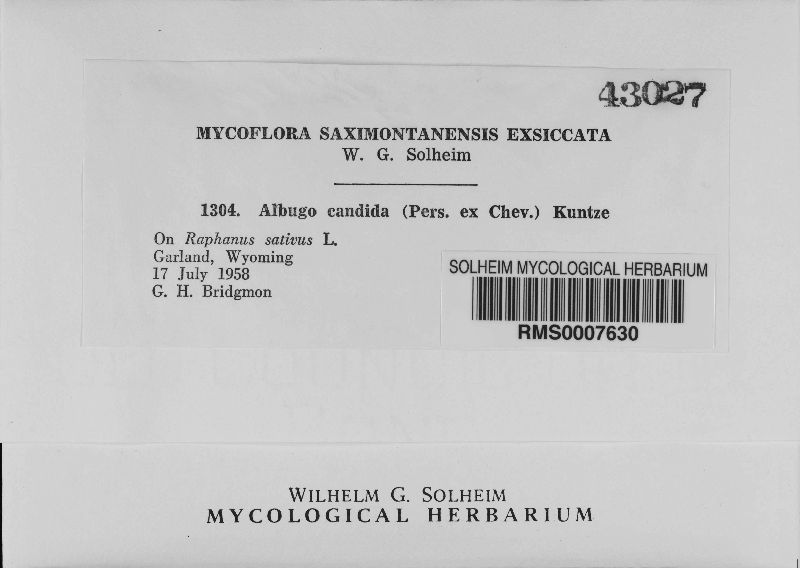 43027
MYCOFLORA SAXIMONTANENSIS EXSICCATA
W. G. Solheim
1304. Albugo candida (Pers. ex Chev.) Kuntze
On Raphanus sativus L.
Garland, Wyoming
17 July 1958
G. H. Bridgmon
SOLHEIM MYCOLOGICAL HERBARIUM
RMS0007630
WILHELM G. SOLHEIM
MYCOLOGICAL HERBARIUM